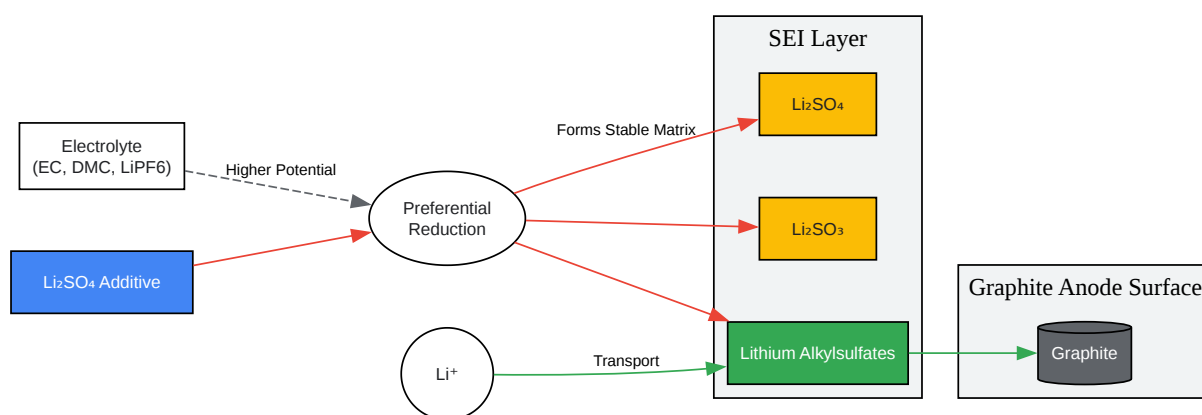 SEI Layer
Li₂SO₄
Forms Stable Matrix
Electrolyte
(EC, DMC, LiPF6)
Higher Potential
Preferential
Reduction
Li₂SO₃
Li₂SO₄ Additive
Graphite Anode Surface
Lithium Alkylsulfates
Graphite
Transport
Li⁺